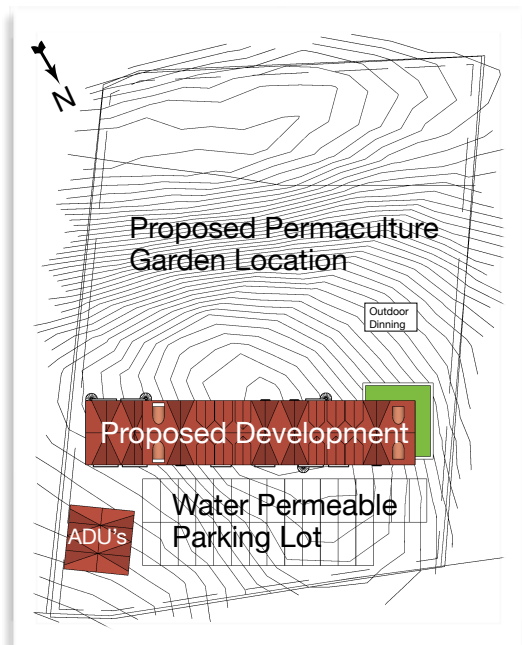 N
Proposed Permaculture
Garden Location
Outdoor
Dinning
Proposed Development
Water Permeable
Parking Lot
ADU's